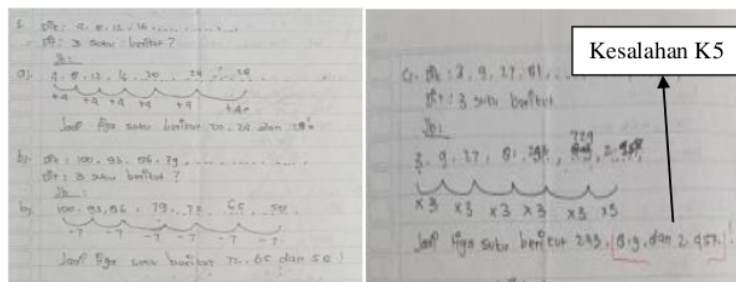 1. Dik : 4, 8, 12, 16, ..........
Dit : 3 suku berikut ?
Jb :
a). 4, 8, 12, 16, 20, 24, 28
+4 +4 +4 +4 +4 +4
Jadi tiga suku berikut 20, 24 dan 28
b). Dik : 100, 93, 86, 79, ..........
Dit : 3 suku berikut ?
Jb :
b). 100, 93, 86, 79, 72, 65, 58
-7 -7 -7 -7 -7 -7
Jadi tiga suku berikut 72, 65 dan 58 !
Kesalahan K5
c). Dik : 3, 9, 27, 81, ...
Dit : 3 suku berikut
Jb :
729
3, 9, 27, 81, 243,
x3 x3 x3 x3 x3 x3
Jadi tiga suku berikut 243, dan 2.457 !